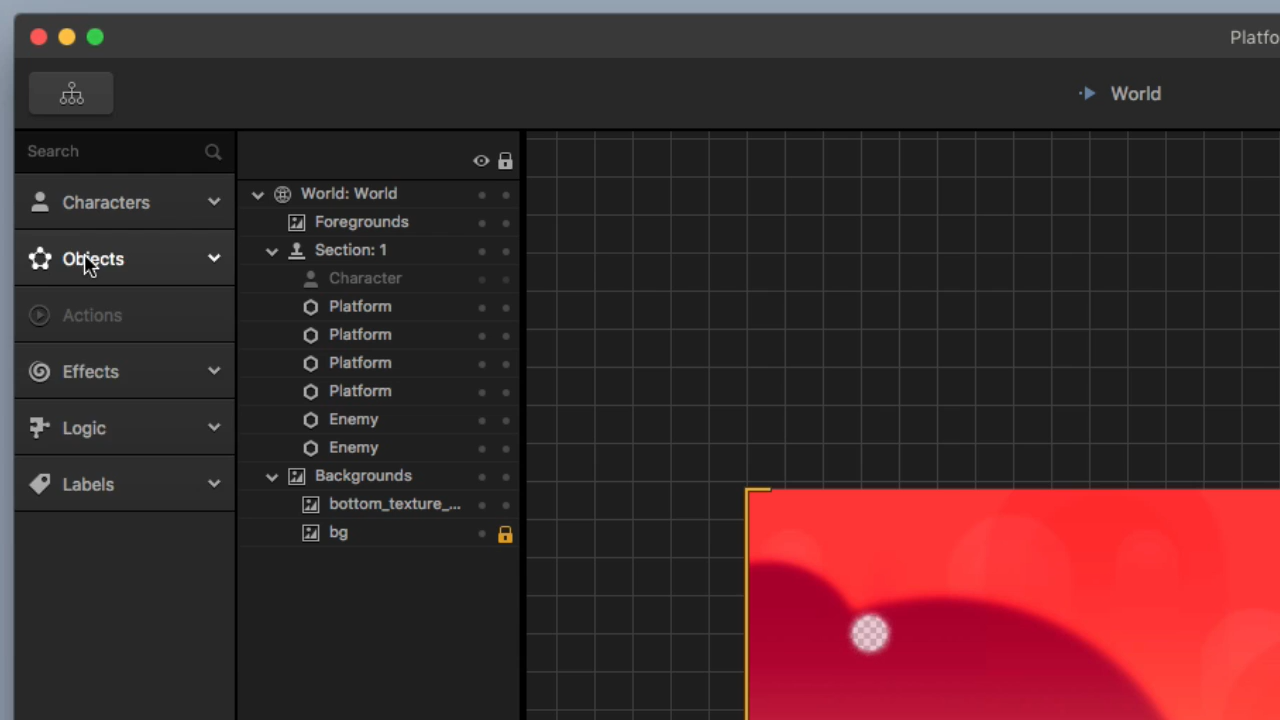 Platfo
World
Search
Characters
Objects
Actions
Effects
Logic
Labels
World: World
Foregrounds
Section: 1
Character
Platform
Platform
Platform
Platform
Enemy
Enemy
Backgrounds
bottom_texture_...
bg